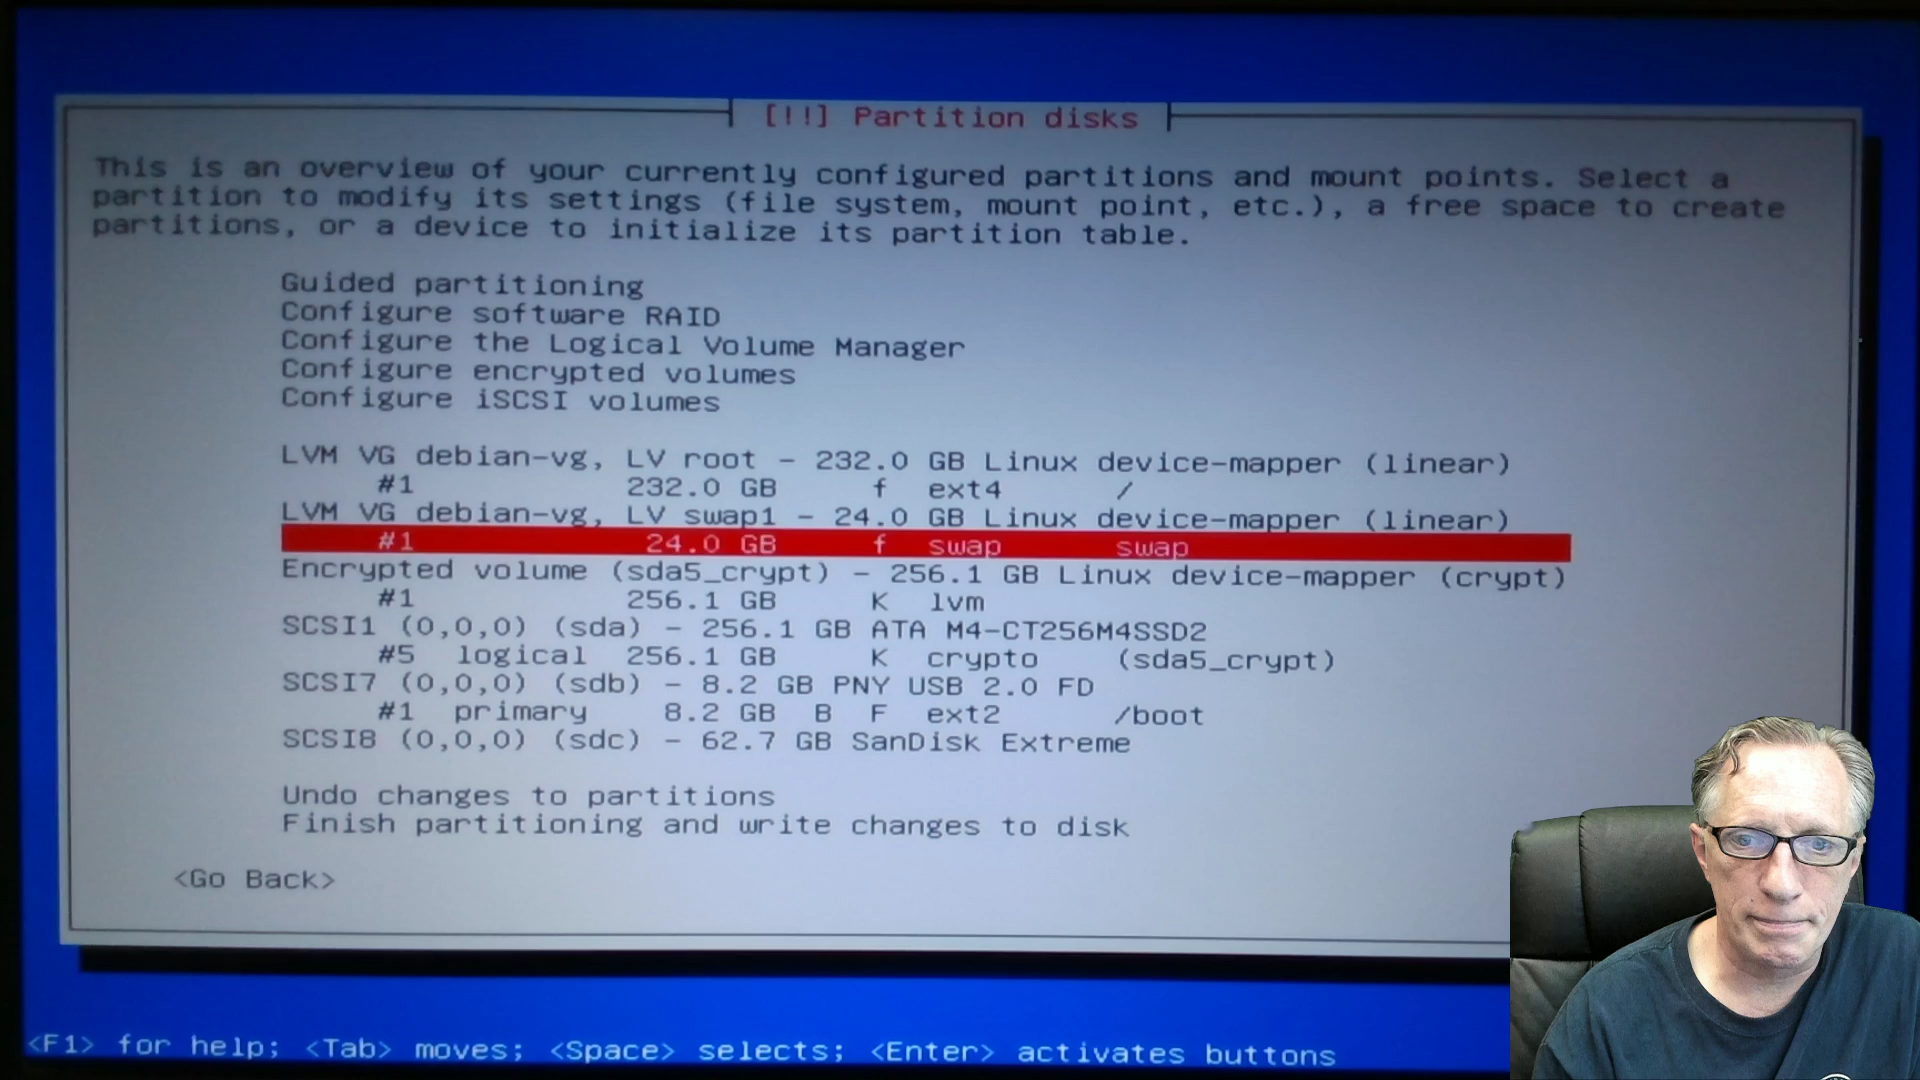 [!!] Partition disks
This is an overview of your currently configured partitions and mount points. Select a
partition to modify its settings (file system, mount point, etc.), a free space to create
partitions, or a device to initialize its partition table.
Guided partitioning
Configure software RAID
Configure the Logical Volume Manager
Configure encrypted volumes
Configure iSCSI volumes
LVM VG debian-vg, LV root - 232.0 GB Linux device-mapper (linear)
#1 232.0 GB f ext4 /
LVM VG debian-vg, LV swap1 - 24.0 GB Linux device-mapper (linear)
#1 24.0 GB f swap swap
Encrypted volume (sda5_crypt) - 256.1 GB Linux device-mapper (crypt)
#1 256.1 GB K lvm
SCSI1 (0,0,0) (sda) - 256.1 GB ATA M4-CT256M4SSD2
#5 logical 256.1 GB K crypto (sda5_crypt)
SCSI7 (0,0,0) (sdb) - 8.2 GB PNY USB 2.0 FD
#1 primary 8.2 GB B F ext2 /boot
SCSI8 (0,0,0) (sdc) - 62.7 GB SanDisk Extreme
Undo changes to partitions
Finish partitioning and write changes to disk
<Go Back>
<F1> for help; <Tab> moves; <Space> selects; <Enter> activates buttons